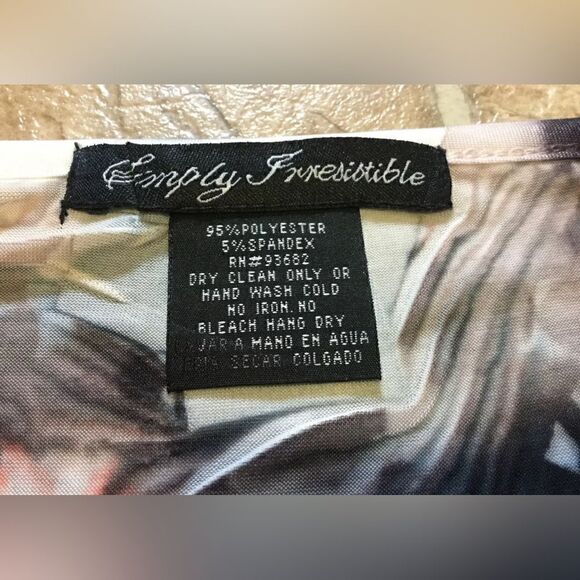 Simply Irresistible
95%POLYESTER
5%SPANDEX
RN#93682
DRY CLEAN ONLY OR
HAND WASH COLD
NO IRON.NO
BLEACH HANG DRY
A MANO EN AGUA
SECAR COLGADO